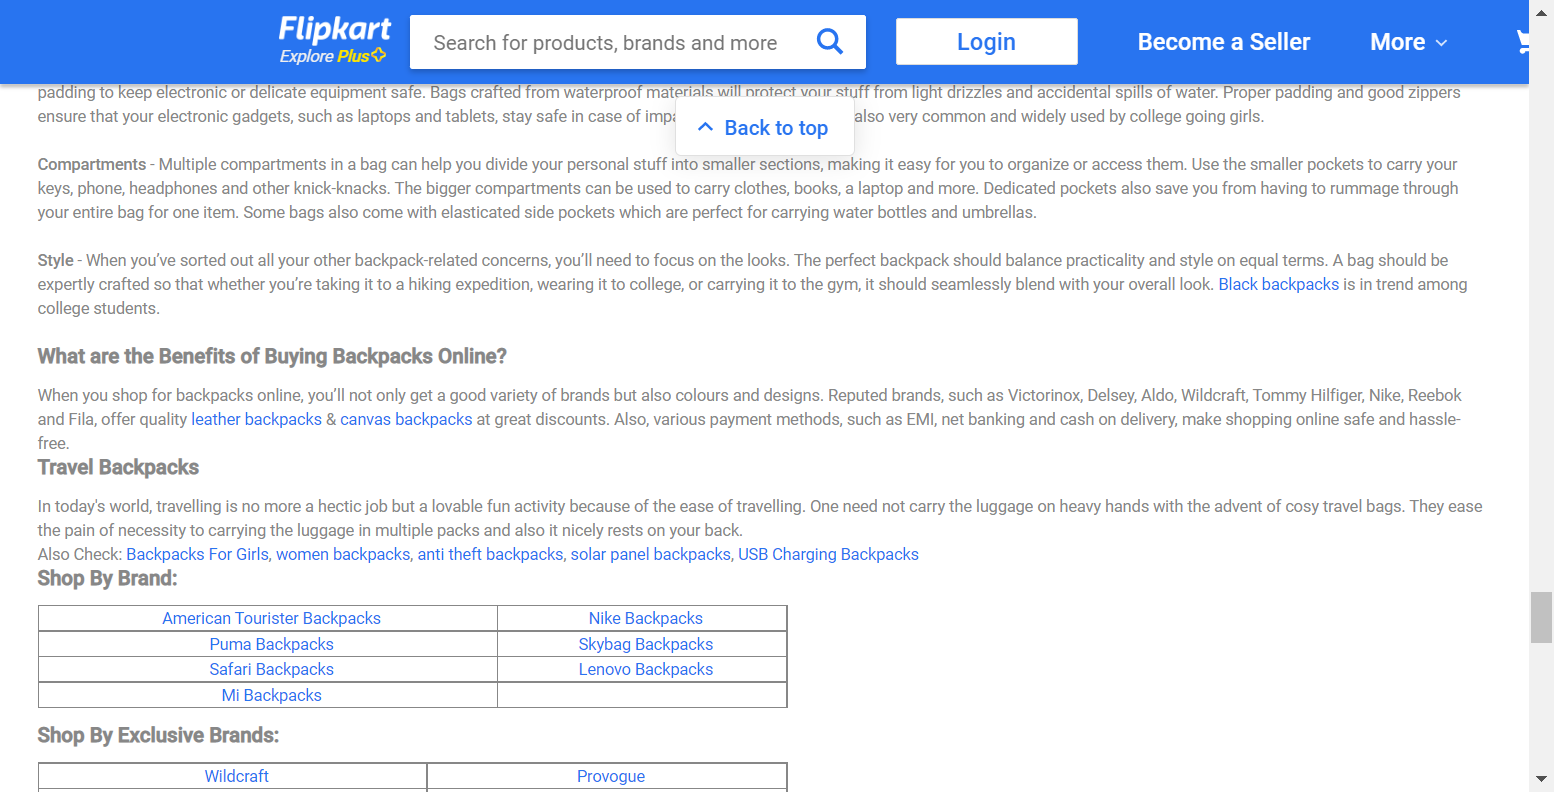 Flipkart
Explore Plus
Search for products, brands and more
Login
Become a Seller
More
padding to keep electronic or delicate equipment safe. Bags crafted from waterproof materials will protect your stuff from light drizzles and accidental spills of water. Proper padding and good zippers
ensure that your electronic gadgets, such as laptops and tablets, stay safe in case of also very common and widely used by college going girls.
Back to top
Compartments - Multiple compartments in a bag can help you divide your personal stuff into smaller sections, making it easy for you to organize or access them. Use the smaller pockets to carry your
keys, phone, headphones and other knick-knacks. The bigger compartments can be used to carry clothes, books, a laptop and more. Dedicated pockets also save you from having to rummage through
your entire bag for one item. Some bags also come with elasticated side pockets which are perfect for carrying water bottles and umbrellas.
Style - When you’ve sorted out all your other backpack-related concerns, you’ll need to focus on the looks. The perfect backpack should balance practicality and style on equal terms. A bag should be
expertly crafted so that whether you’re taking it to a hiking expedition, wearing it to college, or carrying it to the gym, it should seamlessly blend with your overall look. Black backpacks is in trend among
college students.
What are the Benefits of Buying Backpacks Online?
When you shop for backpacks online, you’ll not only get a good variety of brands but also colours and designs. Reputed brands, such as Victorinox, Delsey, Aldo, Wildcraft, Tommy Hilfiger, Nike, Reebok
and Fila, offer quality leather backpacks & canvas backpacks at great discounts. Also, various payment methods, such as EMI, net banking and cash on delivery, make shopping online safe and hassle-
free.
Travel Backpacks
In today's world, travelling is no more a hectic job but a lovable fun activity because of the ease of travelling. One need not carry the luggage on heavy hands with the advent of cosy travel bags. They ease
the pain of necessity to carrying the luggage in multiple packs and also it nicely rests on your back.
Also Check: Backpacks For Girls, women backpacks, anti theft backpacks, solar panel backpacks, USB Charging Backpacks
Shop By Brand:
American Tourister Backpacks Nike Backpacks
Puma Backpacks Skybag Backpacks
Safari Backpacks Lenovo Backpacks
Mi Backpacks
Shop By Exclusive Brands:
Wildcraft Provogue